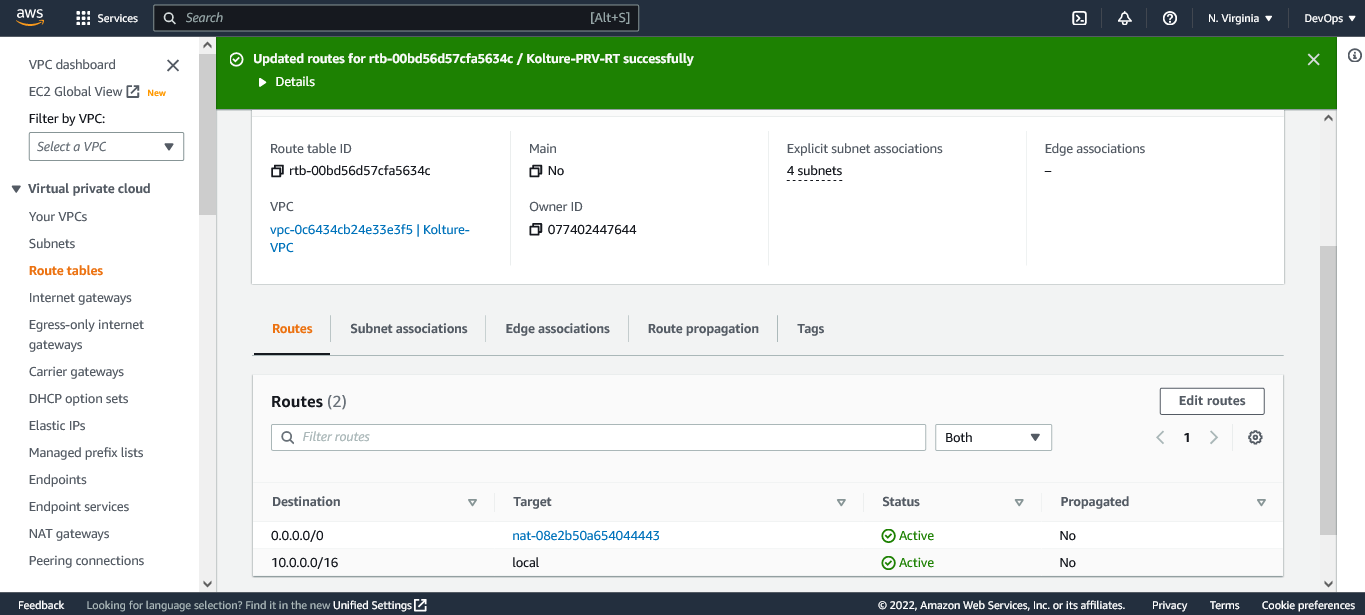 aws
Services
Search
[Alt+S]
N. Virginia
DevOps
VPC dashboard
EC2 Global View New
Filter by VPC:
Select a VPC
Virtual private cloud
Your VPCs
Subnets
Route tables
Internet gateways
Egress-only internet
gateways
Carrier gateways
DHCP option sets
Elastic IPs
Managed prefix lists
Endpoints
Endpoint services
NAT gateways
Peering connections
Updated routes for rtb-00bd56d57cfa5634c / Kolture-PRV-RT successfully
Details
Route table ID
rtb-00bd56d57cfa5634c
Main
No
Explicit subnet associations
4 subnets
Edge associations
–
VPC
vpc-0c6434cb24e33e3f5 | Kolture-
VPC
Owner ID
077402447644
Routes
Subnet associations
Edge associations
Route propagation
Tags
Routes (2)
Edit routes
Filter routes
Both
1
Destination Target Status Propagated
0.0.0.0/0 nat-08e2b50a654044443 Active No
10.0.0.0/16 local Active No
Feedback
Looking for language selection? Find it in the new Unified Settings
© 2022, Amazon Web Services, Inc. or its affiliates.
Privacy
Terms
Cookie preferences